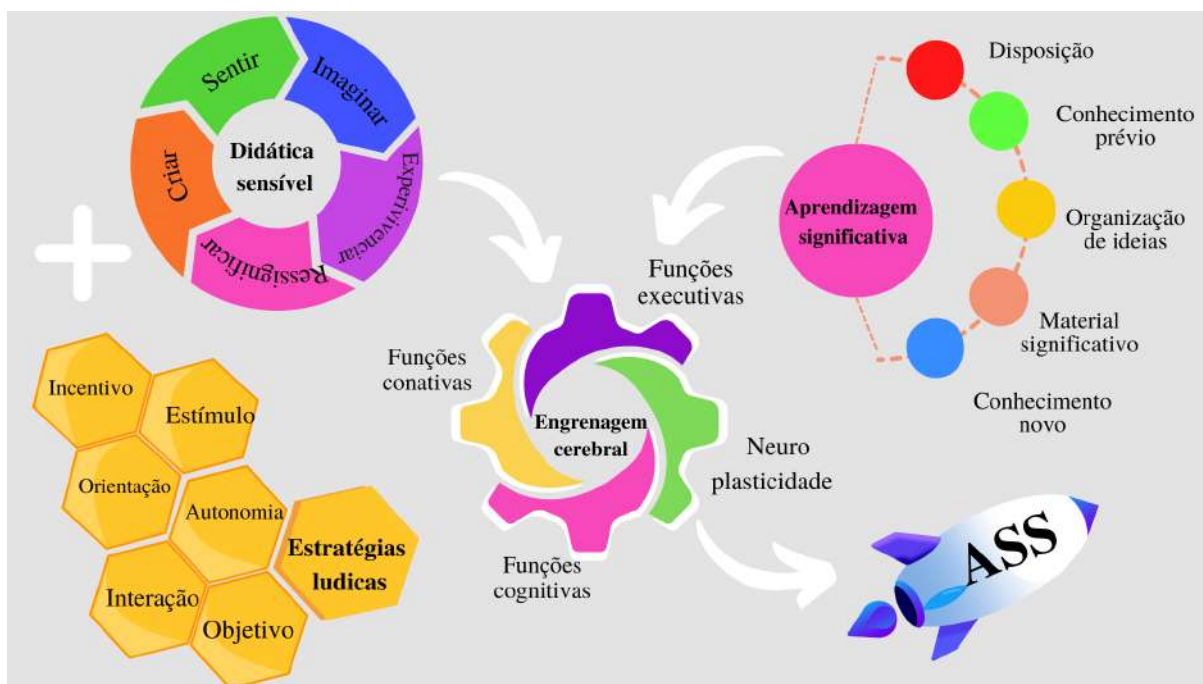 Sentir
Imaginar
Experivivenciar
Ressignificar
Criar
Didática
sensível
Incentivo
Estímulo
Orientação
Autonomia
Interação
Objetivo
Estratégias
ludicas
Funções
executivas
Funções
conativas
Engrenagem
cerebral
Neuro
plasticidade
Funções
cognitivas
Aprendizagem
significativa
Disposição
Conhecimento
prévio
Organização
de ideias
Material
significativo
Conhecimento
novo
ASS